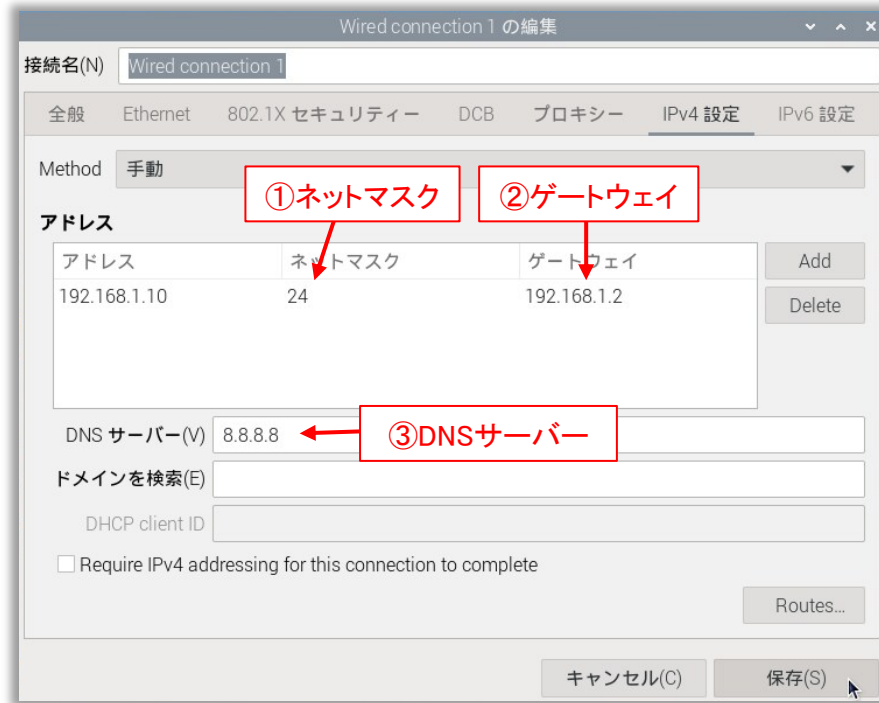 Wired connection 1 の編集
接続名(N) Wired connection 1
全般 Ethernet 802.1X セキュリティー DCB プロキシー IPv4 設定 IPv6 設定
Method 手動
①ネットマスク ②ゲートウェイ
アドレス
アドレス ネットマスク ゲートウェイ Add
192.168.1.10 24 192.168.1.2 Delete
DNS サーバー(V) 8.8.8.8 ③DNSサーバー
ドメインを検索(E)
DHCP client ID
Require IPv4 addressing for this connection to complete
Routes...
キャンセル(C) 保存(S)